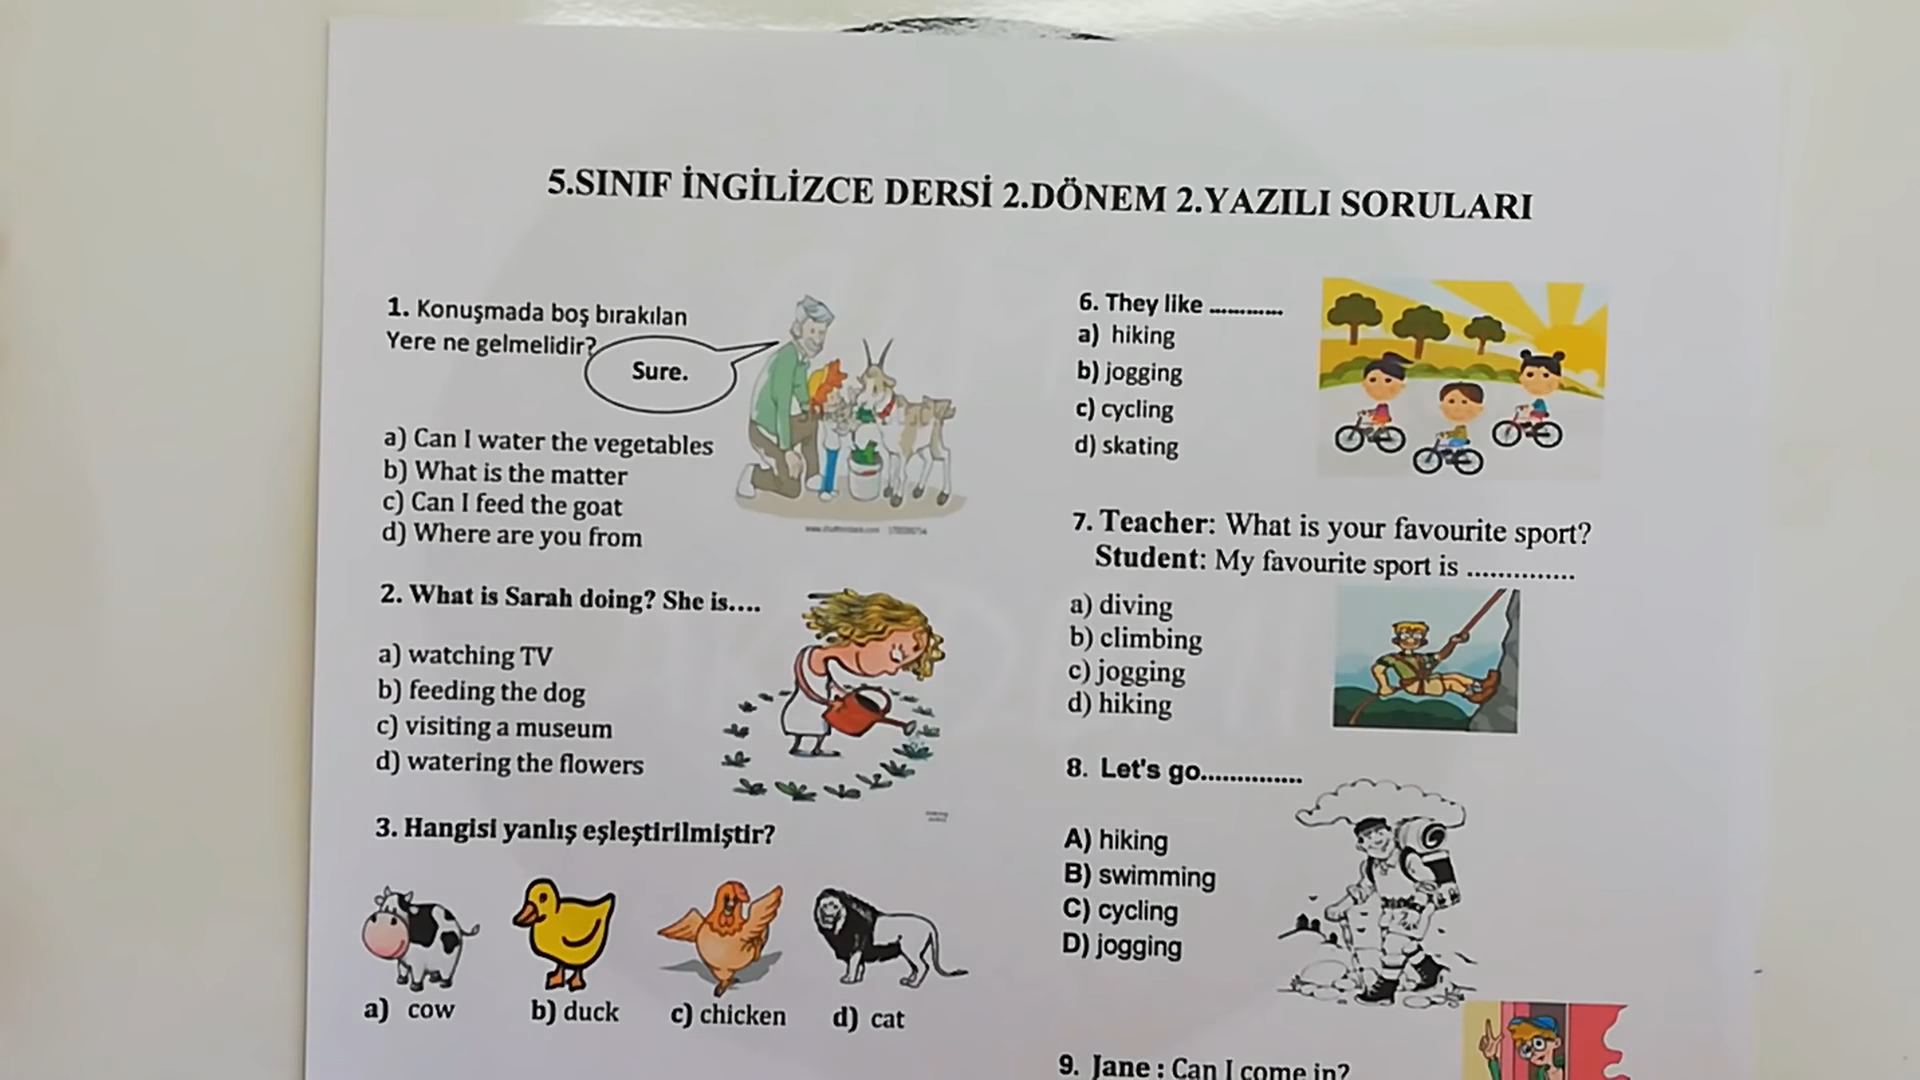 5.SINIF İNGİLİZCE DERSİ 2.DÖNEM 2.YAZILI SORULARI
1. Konuşmada boş bırakılan
Yere ne gelmelidir?
Sure.
a) Can I water the vegetables
b) What is the matter
c) Can I feed the goat
d) Where are you from
2. What is Sarah doing? She is....
a) watching TV
b) feeding the dog
c) visiting a museum
d) watering the flowers
3. Hangisi yanlış eşleştirilmiştir?
a) cow
b) duck
c) chicken
d) cat
6. They like ............
a) hiking
b) jogging
c) cycling
d) skating
7. Teacher: What is your favourite sport?
Student: My favourite sport is ..............
a) diving
b) climbing
c) jogging
d) hiking
8. Let's go..............
A) hiking
B) swimming
C) cycling
D) jogging
9. Jane : Can I come in?